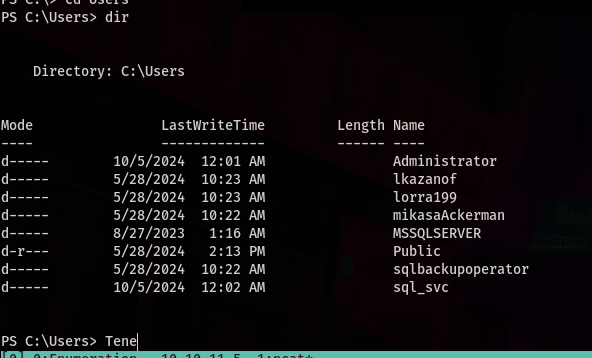 PS C:\> cd Users
PS C:\Users> dir
Directory: C:\Users
Mode LastWriteTime Length Name
---- ------------- ------ ----
d----- 10/5/2024 12:01 AM Administrator
d----- 5/28/2024 10:23 AM lkazanof
d----- 5/28/2024 10:23 AM lorra199
d----- 5/28/2024 10:22 AM mikasaAckerman
d----- 8/27/2023 1:16 AM MSSQLSERVER
d-r--- 5/28/2024 2:13 PM Public
d----- 5/28/2024 10:22 AM sqlbackupoperator
d----- 10/5/2024 12:02 AM sql_svc
PS C:\Users> Tene
[0] 0:Enumeration 10.10.11.5 1:ncat*